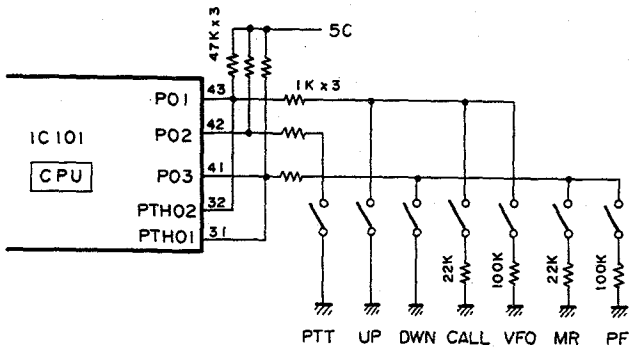 47K x 3
5C
43
1K x 3
P01
42
IC101
P02
41
CPU
P03
32
PTH02
31
PTH01
22K
100K
22K
100K
PTT UP DWN CALL VFO MR PF